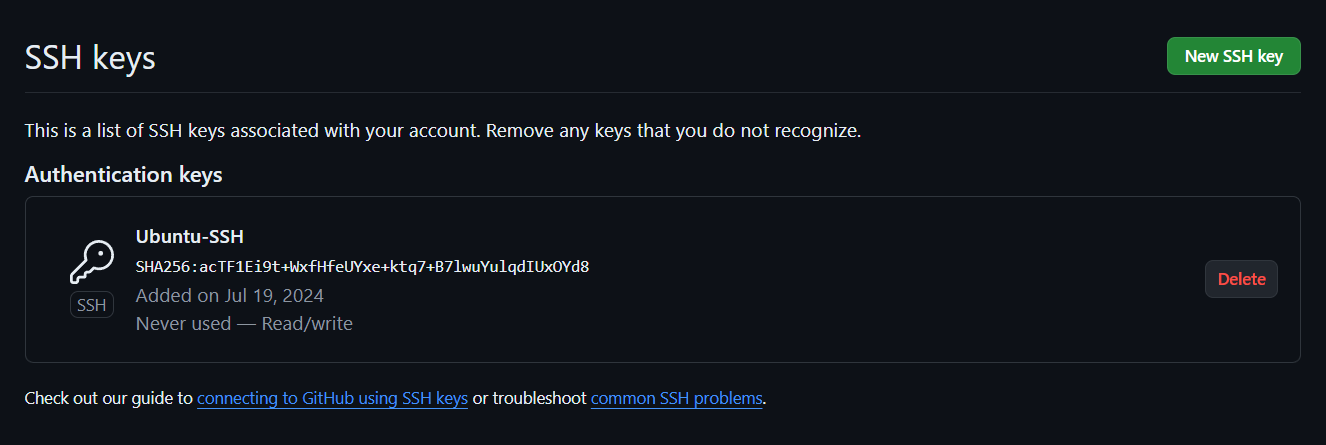 SSH keys
New SSH key
This is a list of SSH keys associated with your account. Remove any keys that you do not recognize.
Authentication keys
Ubuntu-SSH
SHA256:acTF1Ei9t+WxfHfeUYxe+ktq7+B7lwuYulqdIUxOYd8
SSH
Added on Jul 19, 2024
Never used — Read/write
Delete
Check out our guide to connecting to GitHub using SSH keys or troubleshoot common SSH problems.